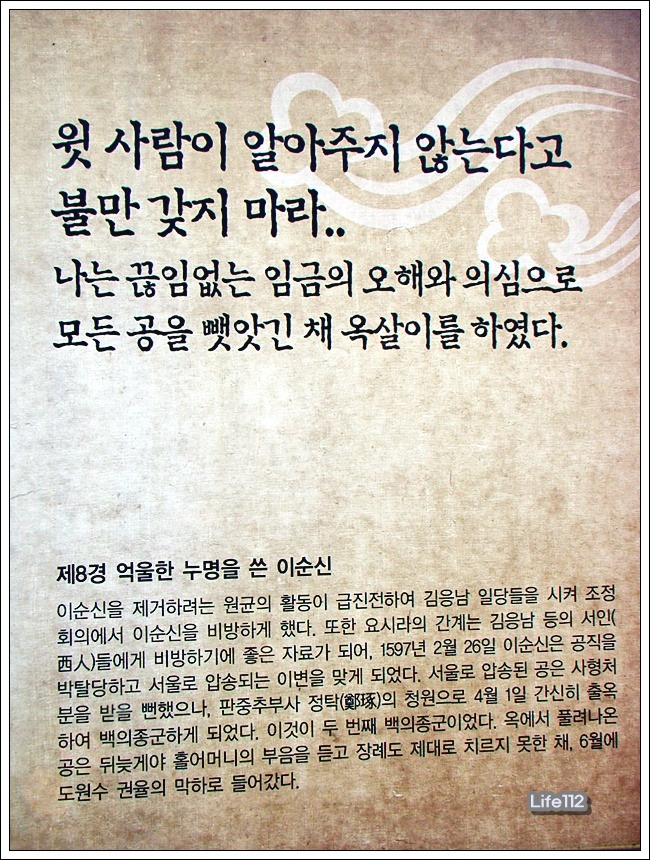 윗 사람이 알아주지 않는다고
불만 갖지 마라..
나는 끊임없는 임금의 오해와 의심으로
모든 공을 뺏앗긴 채 옥살이를 하였다.
제8경 억울한 누명을 쓴 이순신
이순신을 제거하려는 원균의 활동이 급진전하여 김응남 일당들을 시켜 조정
회의에서 이순신을 비방하게 했다. 또한 요시라의 간계는 김응남 등의 서인(
西人)들에게 비방하기에 좋은 자료가 되어, 1597년 2월 26일 이순신은 공직을
박탈당하고 서울로 압송되는 이변을 맞게 되었다. 서울로 압송된 공은 사형처
분을 받을 뻔했으나, 판중추부사 정탁(鄭琢)의 청원으로 4월 1일 간신히 출옥
하여 백의종군하게 되었다. 이것이 두 번째 백의종군이었다. 옥에서 풀려나온
공은 뒤늦게야 홀어머니의 부음을 듣고 장례도 제대로 치르지 못한 채, 6월에
도원수 권율의 막하로 들어갔다.
Life112